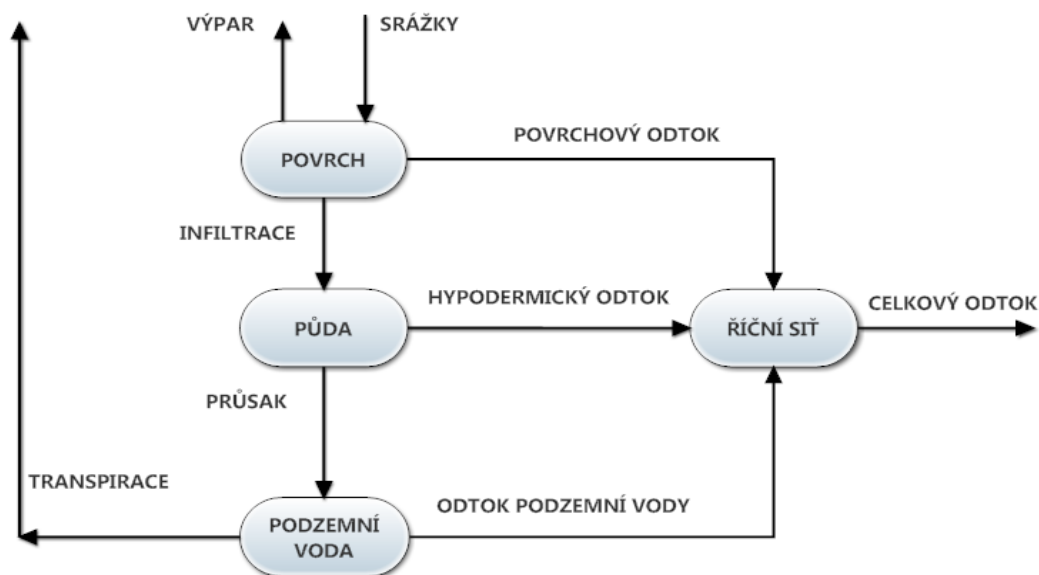 VÝPAR
SRÁŽKY
POVRCHOVÝ ODTOK
POVRCH
INFILTRACE
HYPODERMICKÝ ODTOK
CELKOVÝ ODTOK
PŮDA
ŘÍČNÍ SIŤ
PRŮSAK
TRANSPIRACE
ODTOK PODZEMNÍ VODY
PODZEMNÍ
VODA